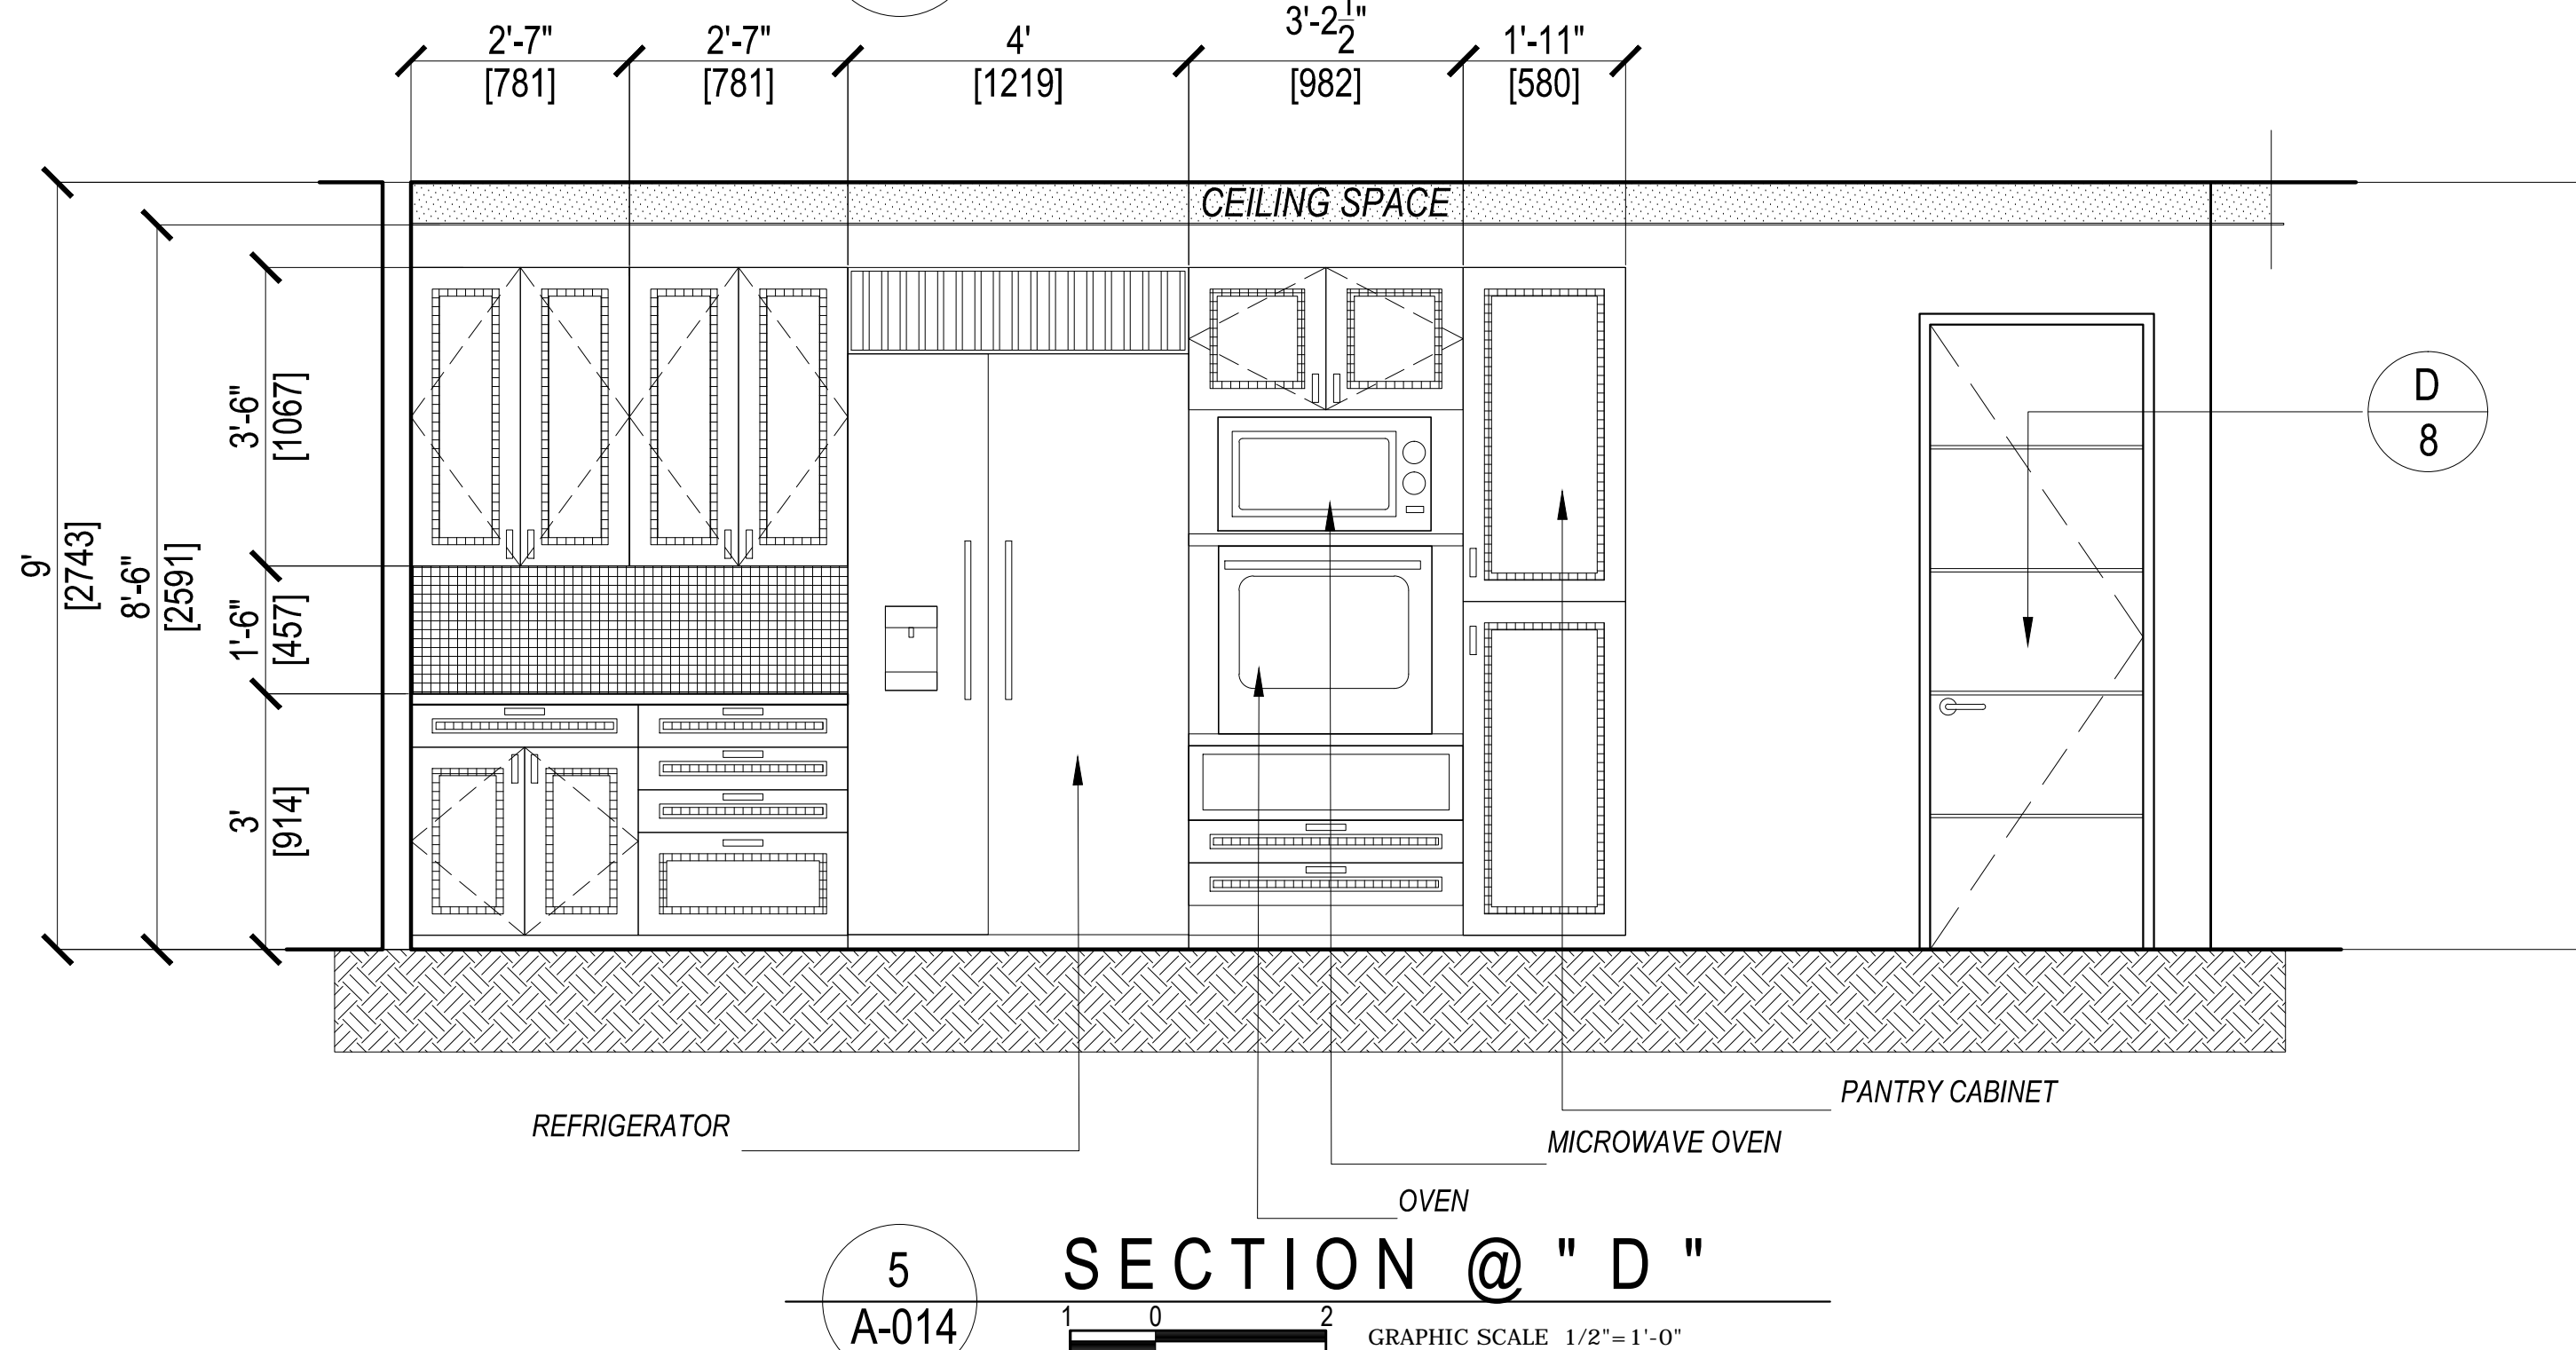 2'-7" 2'-7" 4' 3'-2½" 1'-11"
[781] [781] [1219] [982] [580]
CEILING SPACE
9'
[2743]
8'-6"
[2591]
3'-6"
[1067]
1'-6"
[457]
3'
[914]
D
8
PANTRY CABINET
REFRIGERATOR
MICROWAVE OVEN
OVEN
5
A-014
SECTION @ "D"
1 0 2
GRAPHIC SCALE 1/2"=1'-0"